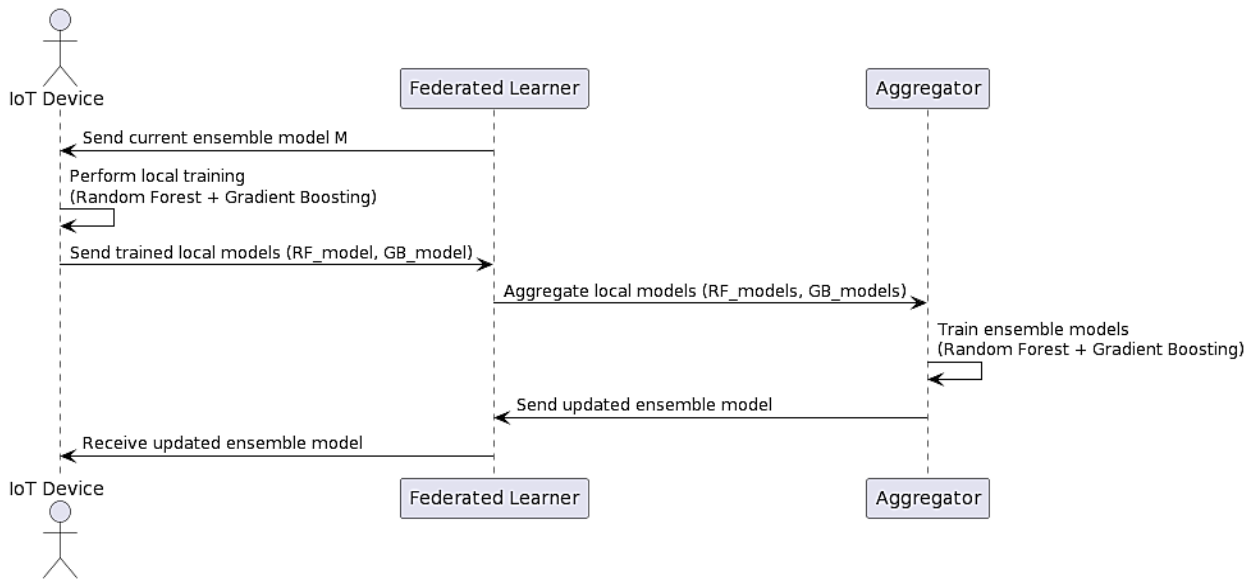 IoT Device
Federated Learner
Aggregator
Send current ensemble model M
Perform local training
(Random Forest + Gradient Boosting)
Send trained local models (RF_model, GB_model)
Aggregate local models (RF_models, GB_models)
Train ensemble models
(Random Forest + Gradient Boosting)
Send updated ensemble model
Receive updated ensemble model
IoT Device
Federated Learner
Aggregator